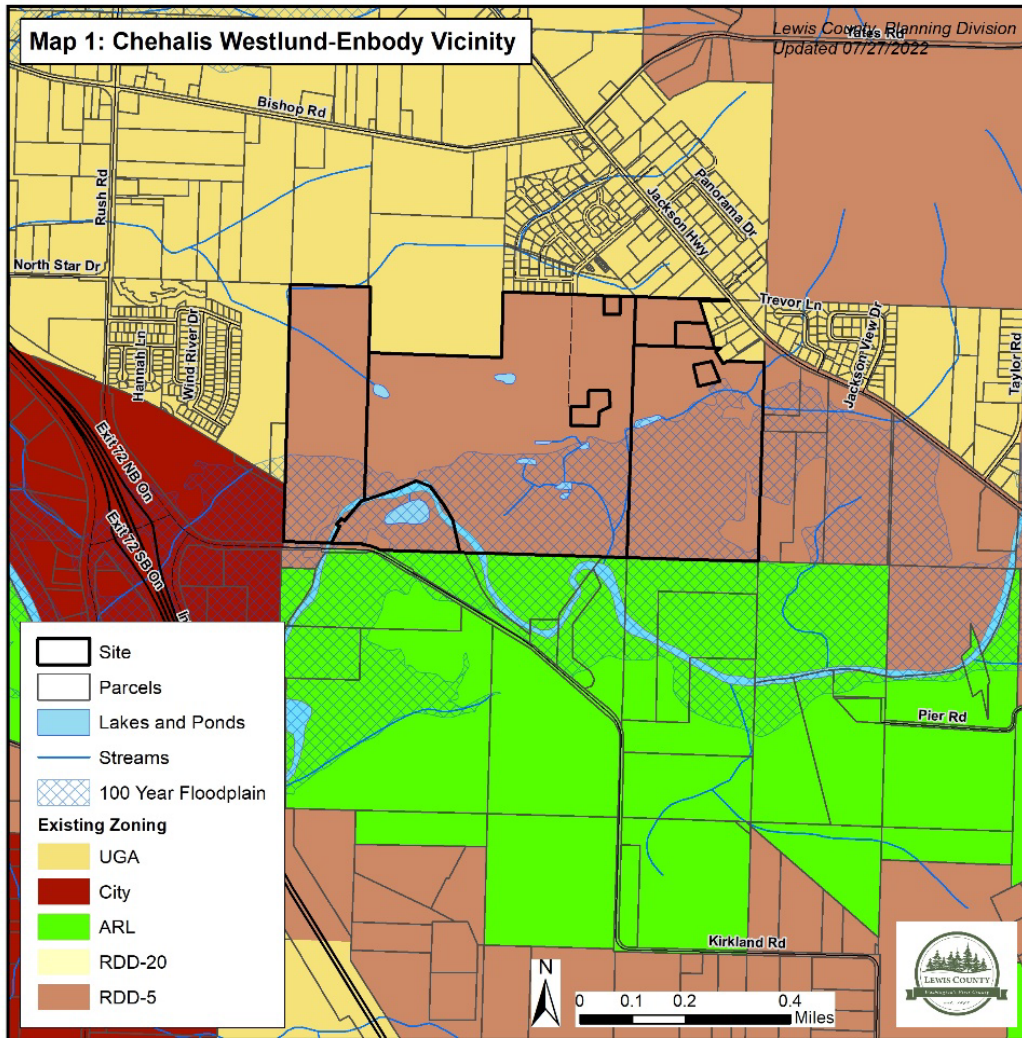 Map 1: Chehalis Westlund-Enbody Vicinity
Lewis County, Planning Division
Updated 07/27/2022
Yates Rd
Bishop Rd
Rush Rd
Panorama Dr
Jackson Hwy
North Star Dr
Trevor Ln
Hannah Ln
Wind River Dr
Jackson View Dr
Taylor Rd
Exit 72 NB On
Exit 72 SB On
In
Pier Rd
Kirkland Rd
Site
Parcels
Lakes and Ponds
Streams
100 Year Floodplain
Existing Zoning
UGA
City
ARL
RDD-20
RDD-5
N
0 0.1 0.2 0.4
Miles
LEWIS COUNTY